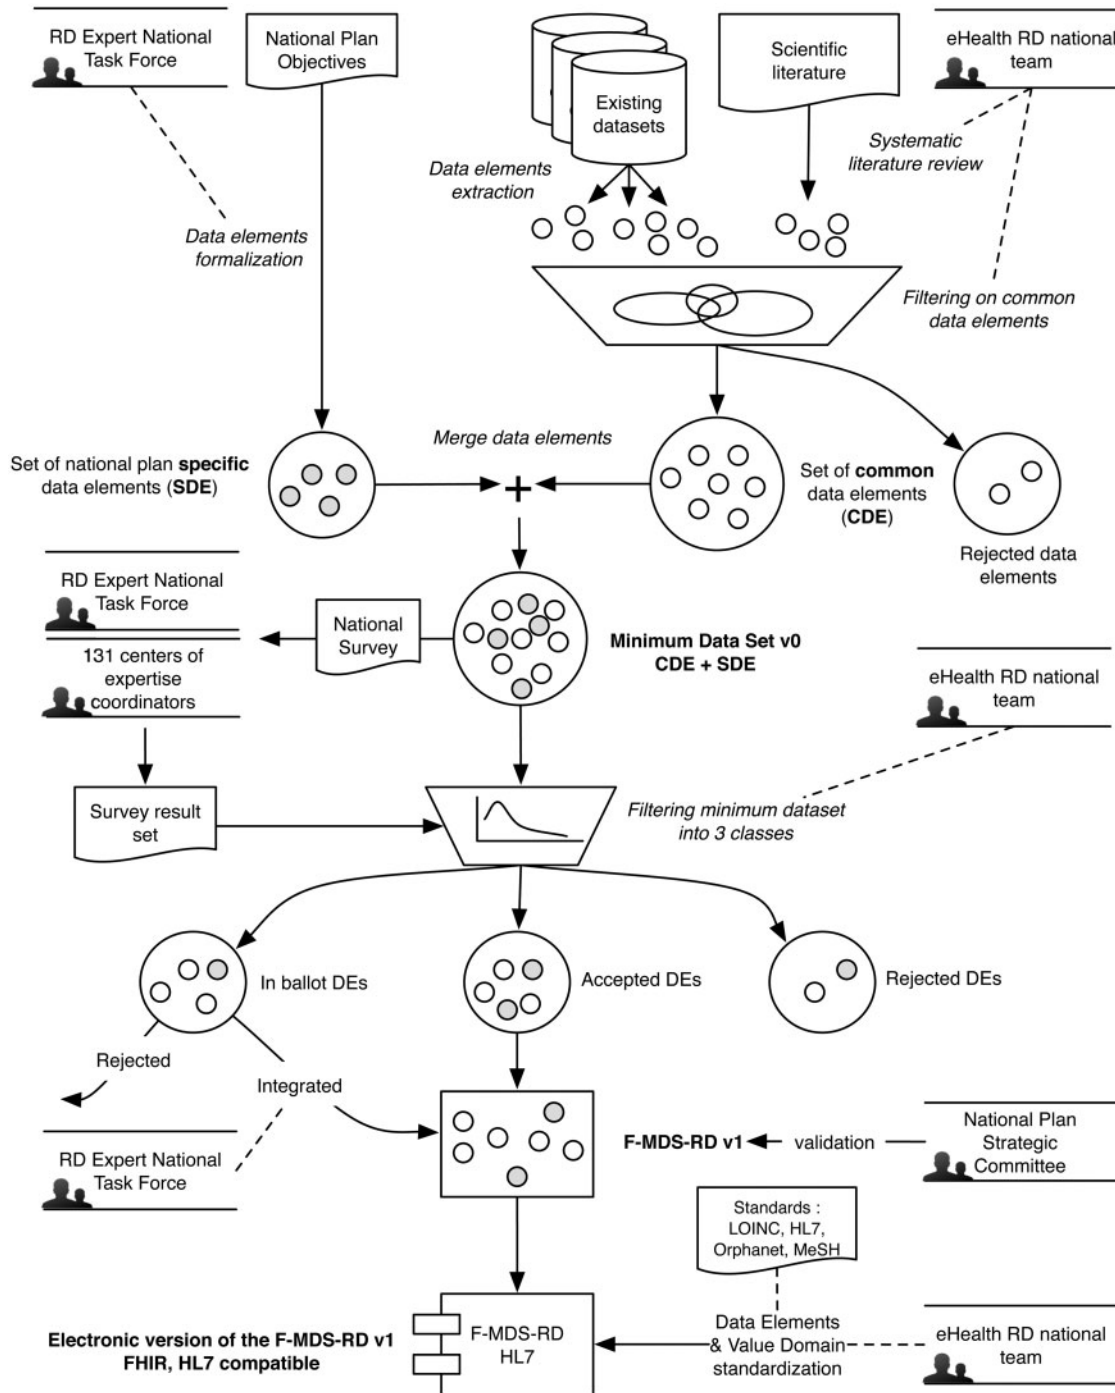 RD Expert National
Task Force
National Plan
Objectives
Existing
datasets
Scientific
literature
eHealth RD national
team
Systematic
literature review
Data elements
extraction
Data elements
formalization
Filtering on common
data elements
Merge data elements
Set of national plan specific
data elements (SDE)
Set of common
data elements
(CDE)
Rejected data
elements
RD Expert National
Task Force
131 centers of
expertise
coordinators
National
Survey
Minimum Data Set v0
CDE + SDE
eHealth RD national
team
Survey result
set
Filtering minimum dataset
into 3 classes
In ballot DEs
Accepted DEs
Rejected DEs
Rejected
Integrated
RD Expert National
Task Force
F-MDS-RD v1
validation
National Plan
Strategic
Committee
Standards :
LOINC, HL7,
Orphanet, MeSH
Electronic version of the F-MDS-RD v1
FHIR, HL7 compatible
F-MDS-RD
HL7
Data Elements
& Value Domain
standardization
eHealth RD national
team